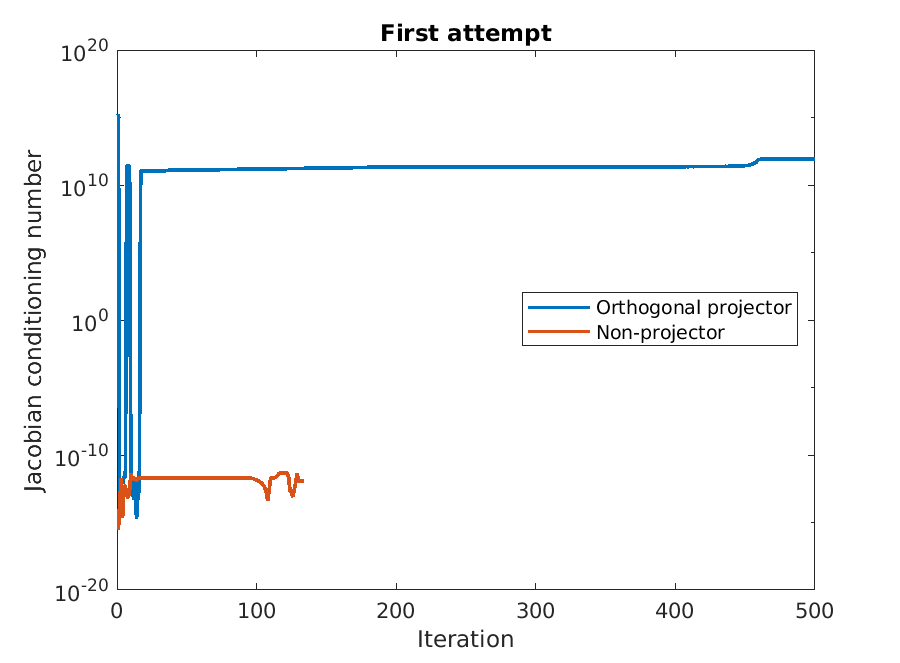 First attempt
10^20
10^10
10^0
10^-10
10^-20
Jacobian conditioning number
Orthogonal projector
Non-projector
0 100 200 300 400 500
Iteration